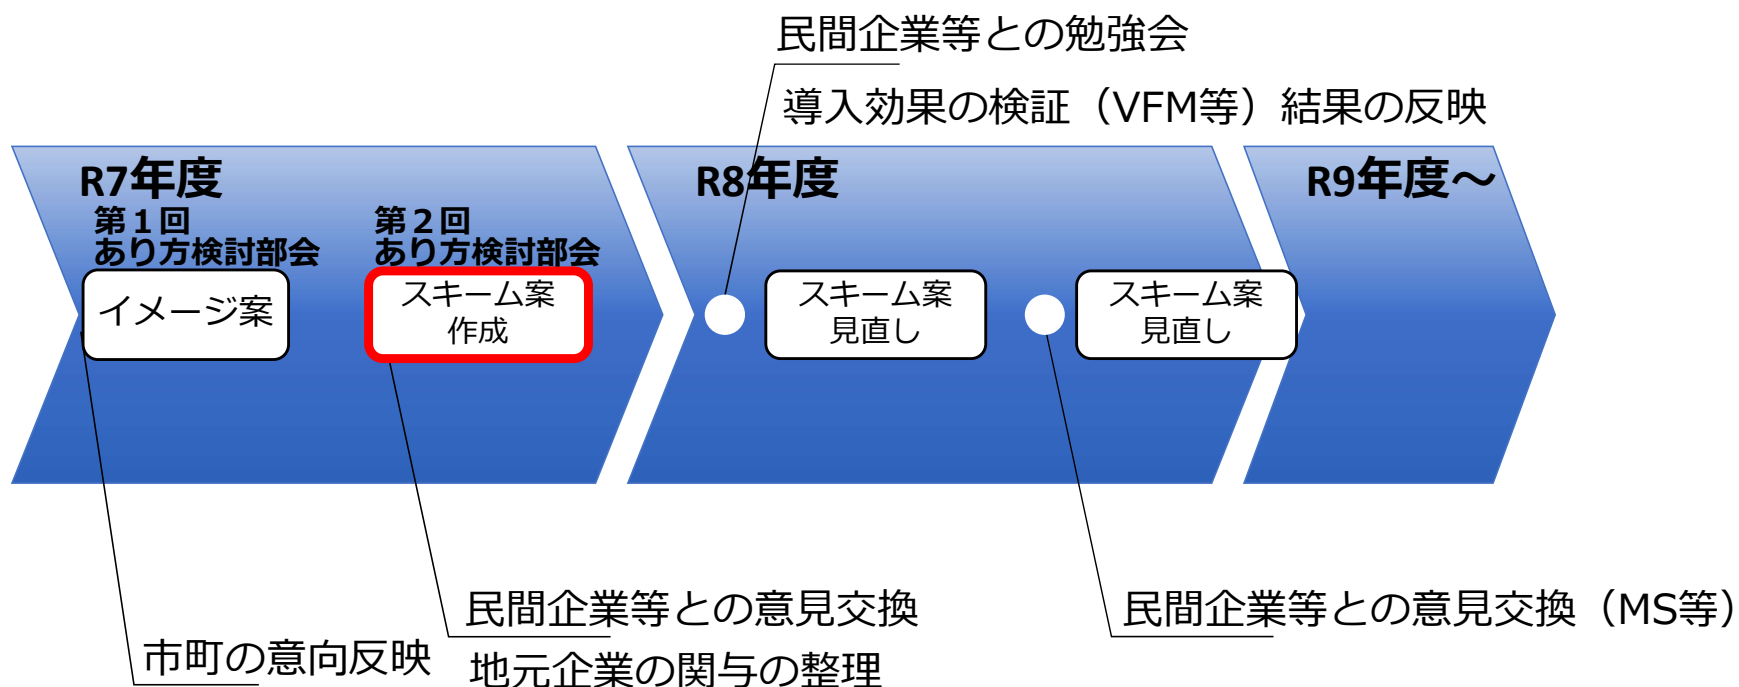 民間企業等との勉強会
導入効果の検証（VFM等）結果の反映
R7年度
R8年度
R9年度～
第１回
あり方検討部会
第２回
あり方検討部会
イメージ案
スキーム案
作成
スキーム案
見直し
スキーム案
見直し
民間企業等との意見交換
地元企業の関与の整理
民間企業等との意見交換（MS等）
市町の意向反映